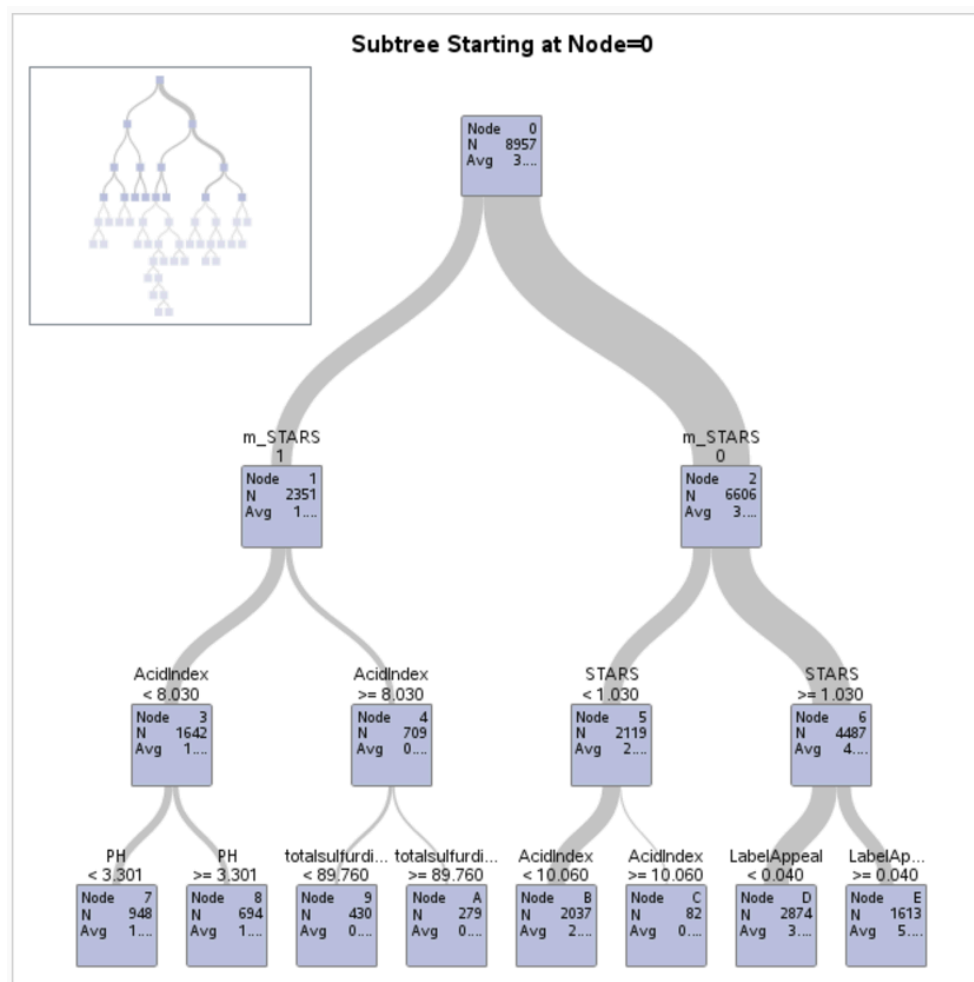 Subtree Starting at Node=0
Node 0
N 8957
Avg 3....
m_STARS
1
Node 1
N 2351
Avg 1....
m_STARS
0
Node 2
N 6606
Avg 3....
AcidIndex
< 8.030
Node 3
N 1642
Avg 1....
AcidIndex
>= 8.030
Node 4
N 709
Avg 0....
STARS
< 1.030
Node 5
N 2119
Avg 2....
STARS
>= 1.030
Node 6
N 4487
Avg 4....
PH
< 3.301
Node 7
N 948
Avg 1....
PH
>= 3.301
Node 8
N 694
Avg 1....
totalsulfurdi...
< 89.760
Node 9
N 430
Avg 0....
totalsulfurdi...
>= 89.760
Node A
N 279
Avg 0....
AcidIndex
< 10.060
Node B
N 2037
Avg 2....
AcidIndex
>= 10.060
Node C
N 82
Avg 0....
LabelAppeal
< 0.040
Node D
N 2874
Avg 3....
LabelAp...
>= 0.040
Node E
N 1613
Avg 5....